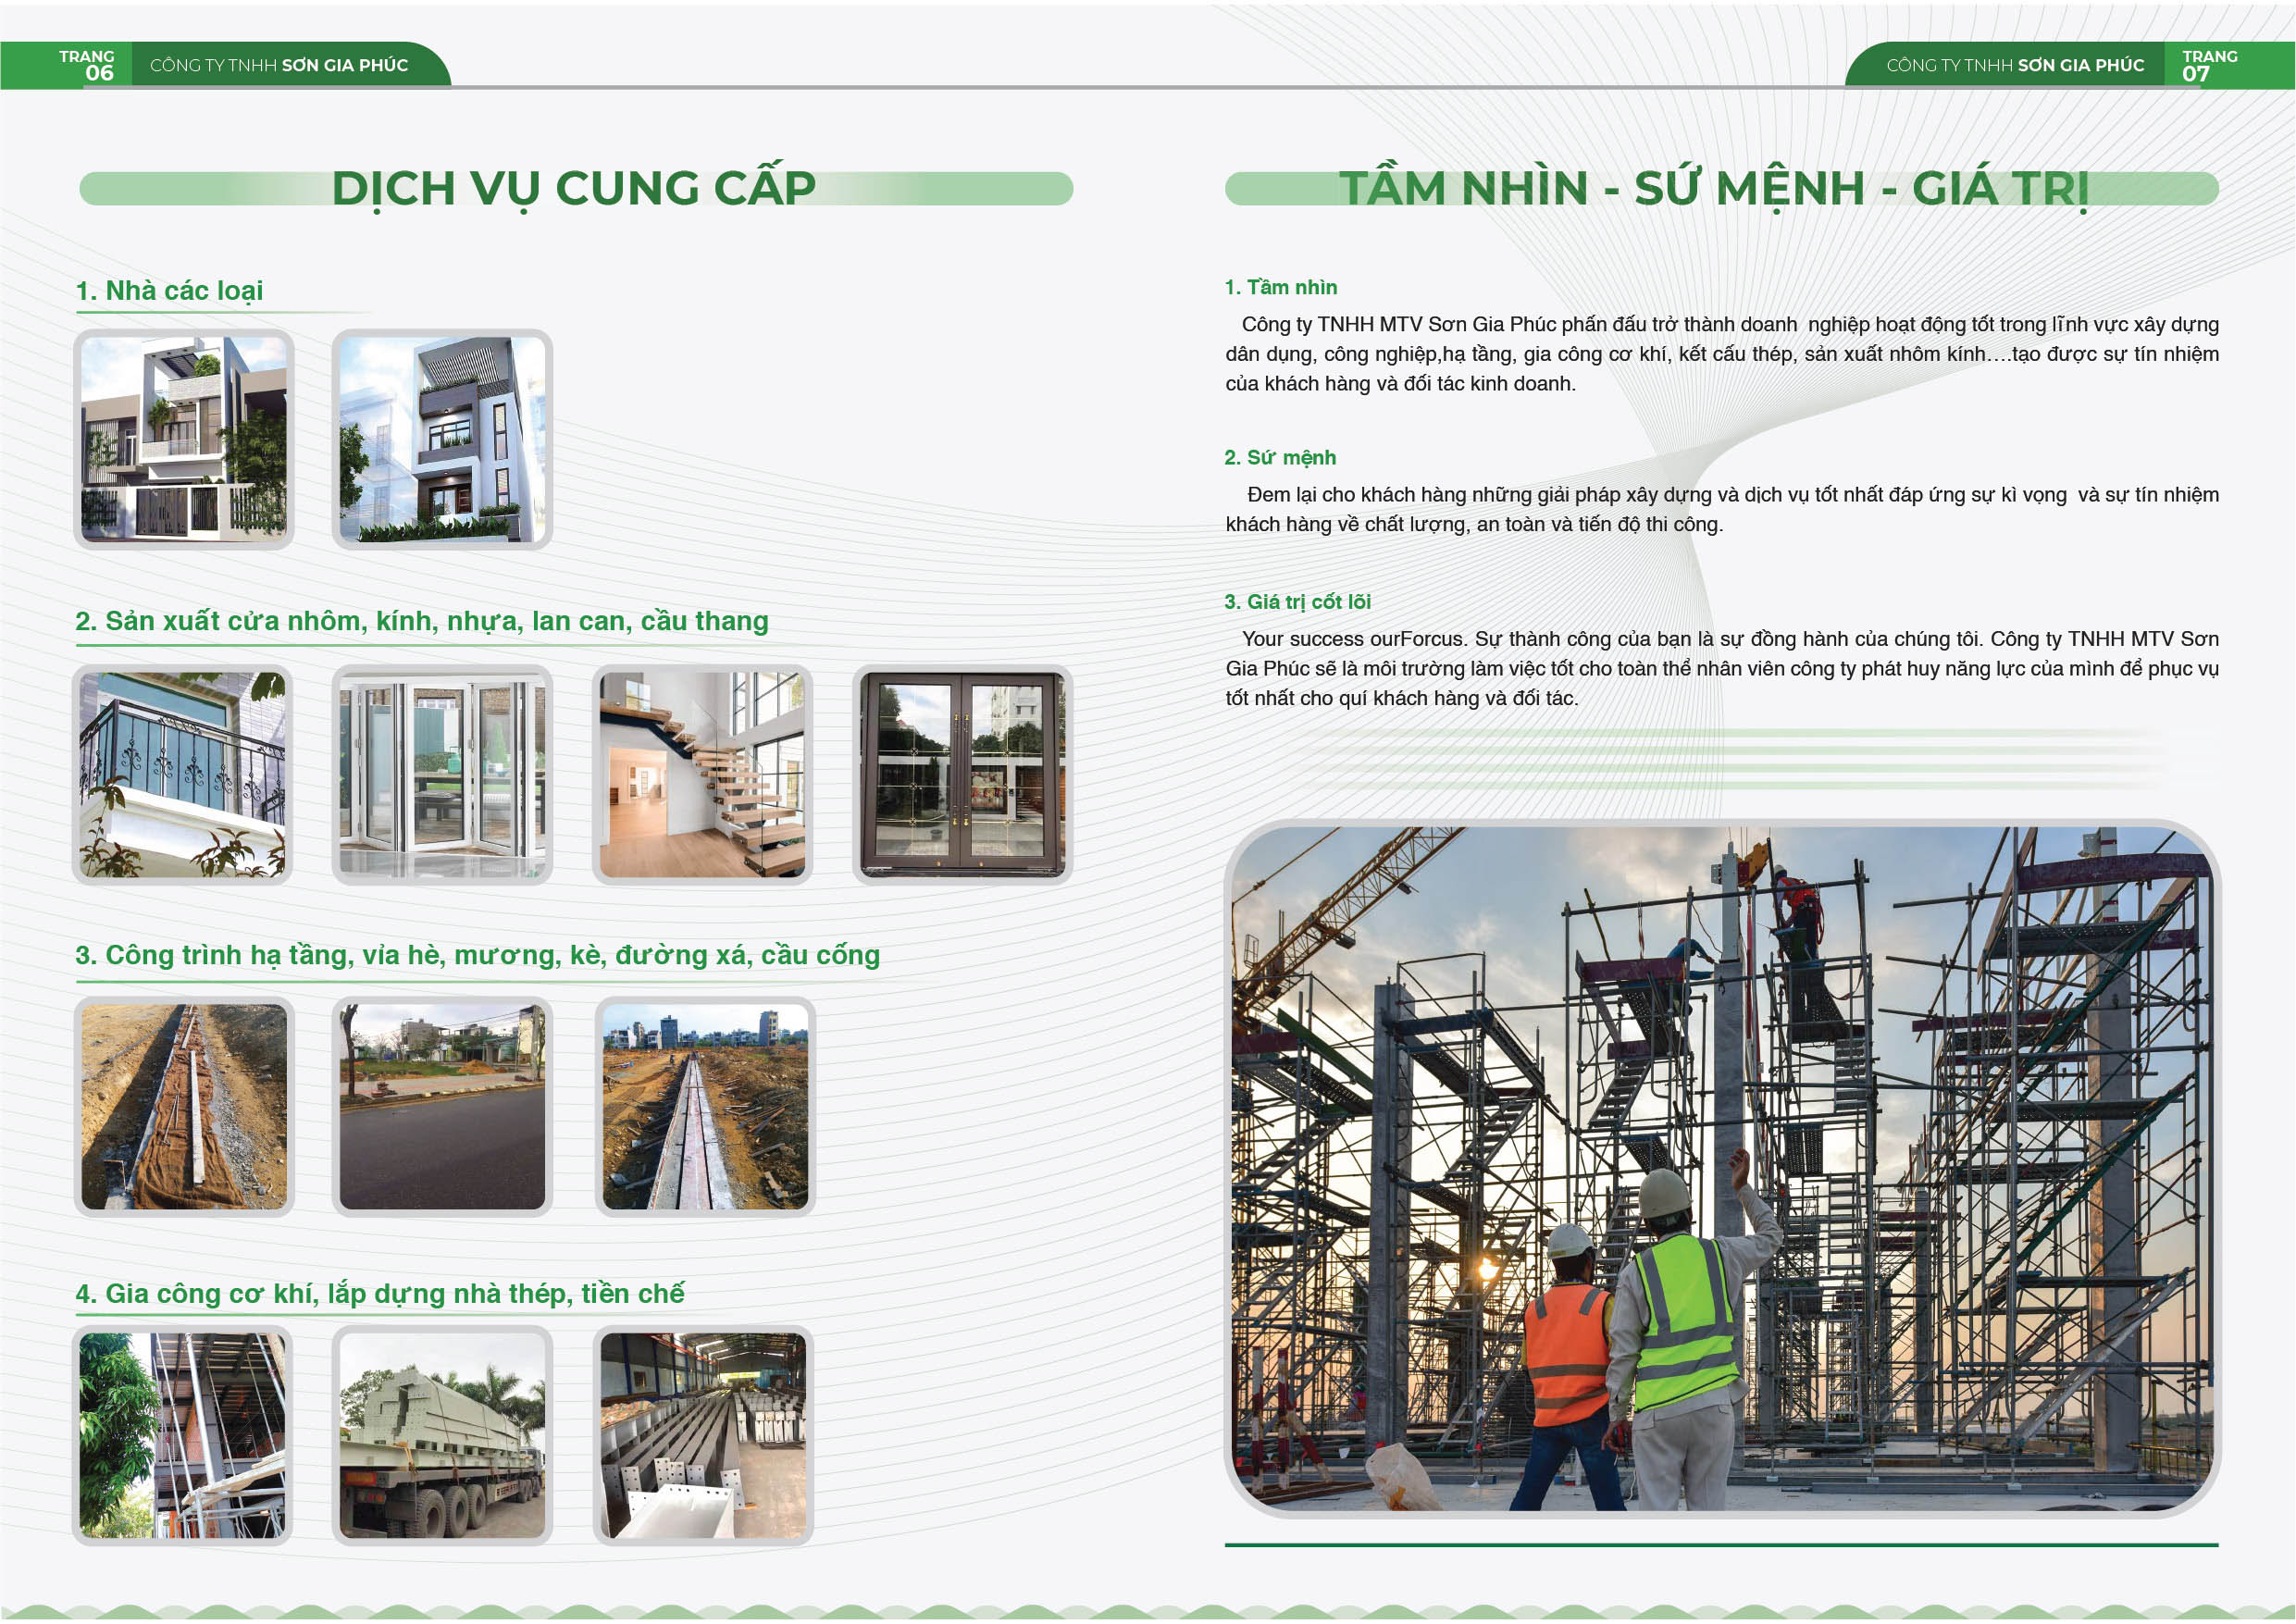 TRANG
06
CÔNG TY TNHH SƠN GIA PHÚC
DỊCH VỤ CUNG CẤP
1. Nhà các loại
2. Sản xuất cửa nhôm, kính, nhựa, lan can, cầu thang
3. Công trình hạ tầng, vỉa hè, mương, kè, đường xá, cầu cống
4. Gia công cơ khí, lắp dựng nhà thép, tiền chế
CÔNG TY TNHH SƠN GIA PHÚC
TRANG
07
TẦM NHÌN - SỨ MỆNH - GIÁ TRỊ
1. Tầm nhìn
Công ty TNHH MTV Sơn Gia Phúc phấn đấu trở thành doanh  nghiệp hoạt động tốt trong lĩnh vực xây dựng
dân dụng, công nghiệp,hạ tầng, gia công cơ khí, kết cấu thép, sản xuất nhôm kính….tạo được sự tín nhiệm
của khách hàng và đối tác kinh doanh.
2. Sứ mệnh
Đem lại cho khách hàng những giải pháp xây dựng và dịch vụ tốt nhất đáp ứng sự kì vọng  và sự tín nhiệm
khách hàng về chất lượng, an toàn và tiến độ thi công.
3. Giá trị cốt lõi
Your success ourForcus. Sự thành công của bạn là sự đồng hành của chúng tôi. Công ty TNHH MTV Sơn
Gia Phúc sẽ là môi trường làm việc tốt cho toàn thể nhân viên công ty phát huy năng lực của mình để phục vụ
tốt nhất cho quí khách hàng và đối tác.